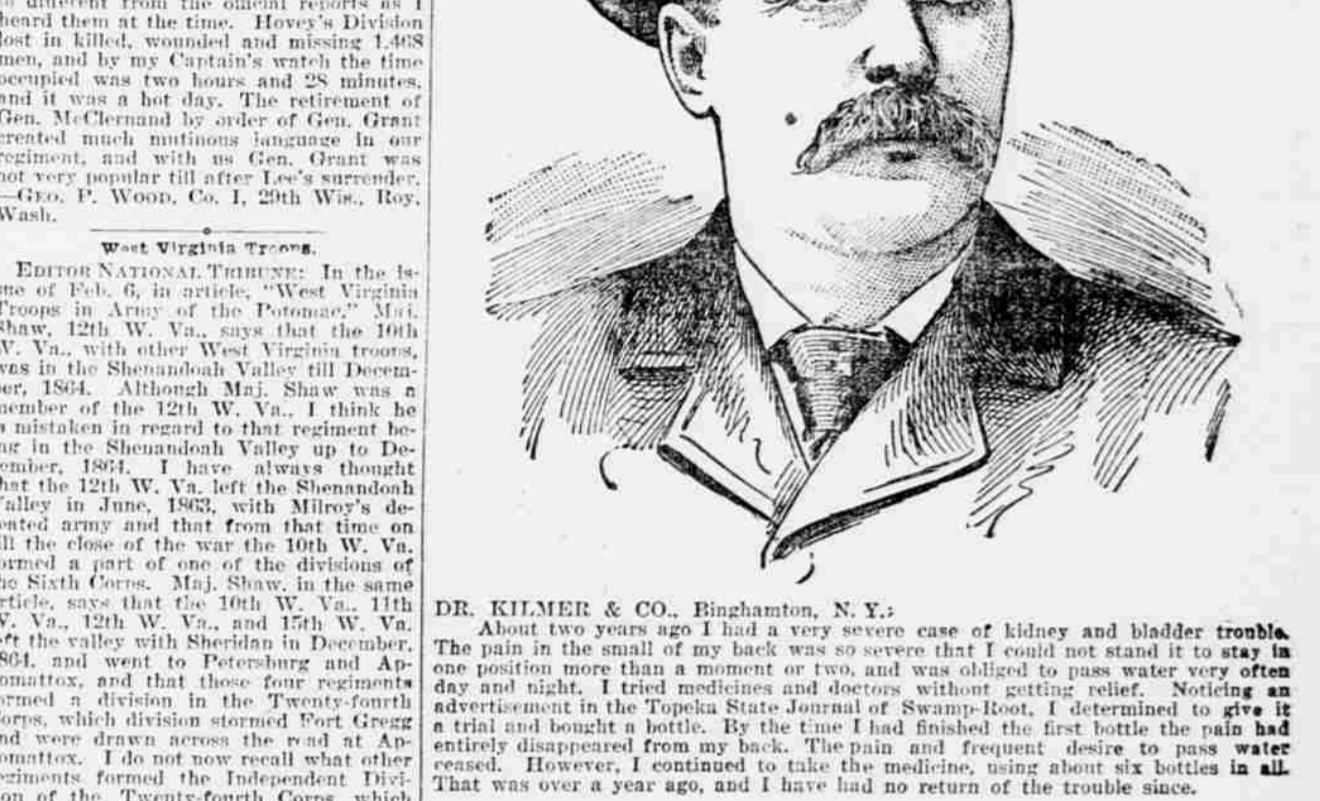 different from the official reports as I
heard them at the time. Hovey's Division
lost in killed, wounded and missing 1,468
men, and by my Captain's watch the time
occupied was two hours and 28 minutes,
and it was a hot day. The retirement of
Gen. McClernand by order of Gen. Grant
created much mutinous language in our
regiment, and with us Gen. Grant was
not very popular till after Lee's surrender.
—GEO. P. WOOD, Co. I, 29th Wis., Roy,
Wash.
West Virginia Troops.
EDITOR NATIONAL TRIBUNE: In the is-
ue of Feb. 6, in article, "West Virginia
Troops in Army of the Potomac," Maj.
Shaw, 12th W. Va., says that the 10th
W. Va., with other West Virginia troops,
was in the Shenandoah Valley till Decem-
ber, 1864. Although Maj. Shaw was a
member of the 12th W. Va., I think he
s mistaken in regard to that regiment be-
ng in the Shenandoah Valley up to De-
cember, 1864. I have always thought
hat the 12th W. Va. left the Shenandoah
Valley in June, 1863, with Milroy's de-
eated army and that from that time on
ill the close of the war the 10th W. Va.
ormed a part of one of the divisions of
he Sixth Corps. Maj. Shaw, in the same
rticle, says that the 10th W. Va., 11th
W. Va., 12th W. Va., and 15th W. Va.
eft the valley with Sheridan in December,
1864, and went to Petersburg and Ap-
omattox, and that those four regiments
ormed a division in the Twenty-fourth
Corps, which division stormed Fort Gregg
nd were drawn across the road at Ap-
omattox. I do not now recall what other
egiments formed the Independent Divi-
ion of the Twenty-fourth Corps, which
DR. KILMER & CO., Binghamton, N. Y.:
About two years ago I had a very severe case of kidney and bladder trouble.
The pain in the small of my back was so severe that I could not stand it to stay in
one position more than a moment or two, and was obliged to pass water very often
day and night. I tried medicines and doctors without getting relief. Noticing an
advertisement in the Topeka State Journal of Swamp-Root, I determined to give it
a trial and bought a bottle. By the time I had finished the first bottle the pain had
entirely disappeared from my back. The pain and frequent desire to pass water
ceased. However, I continued to take the medicine, using about six bottles in all.
That was over a year ago, and I have had no return of the trouble since.